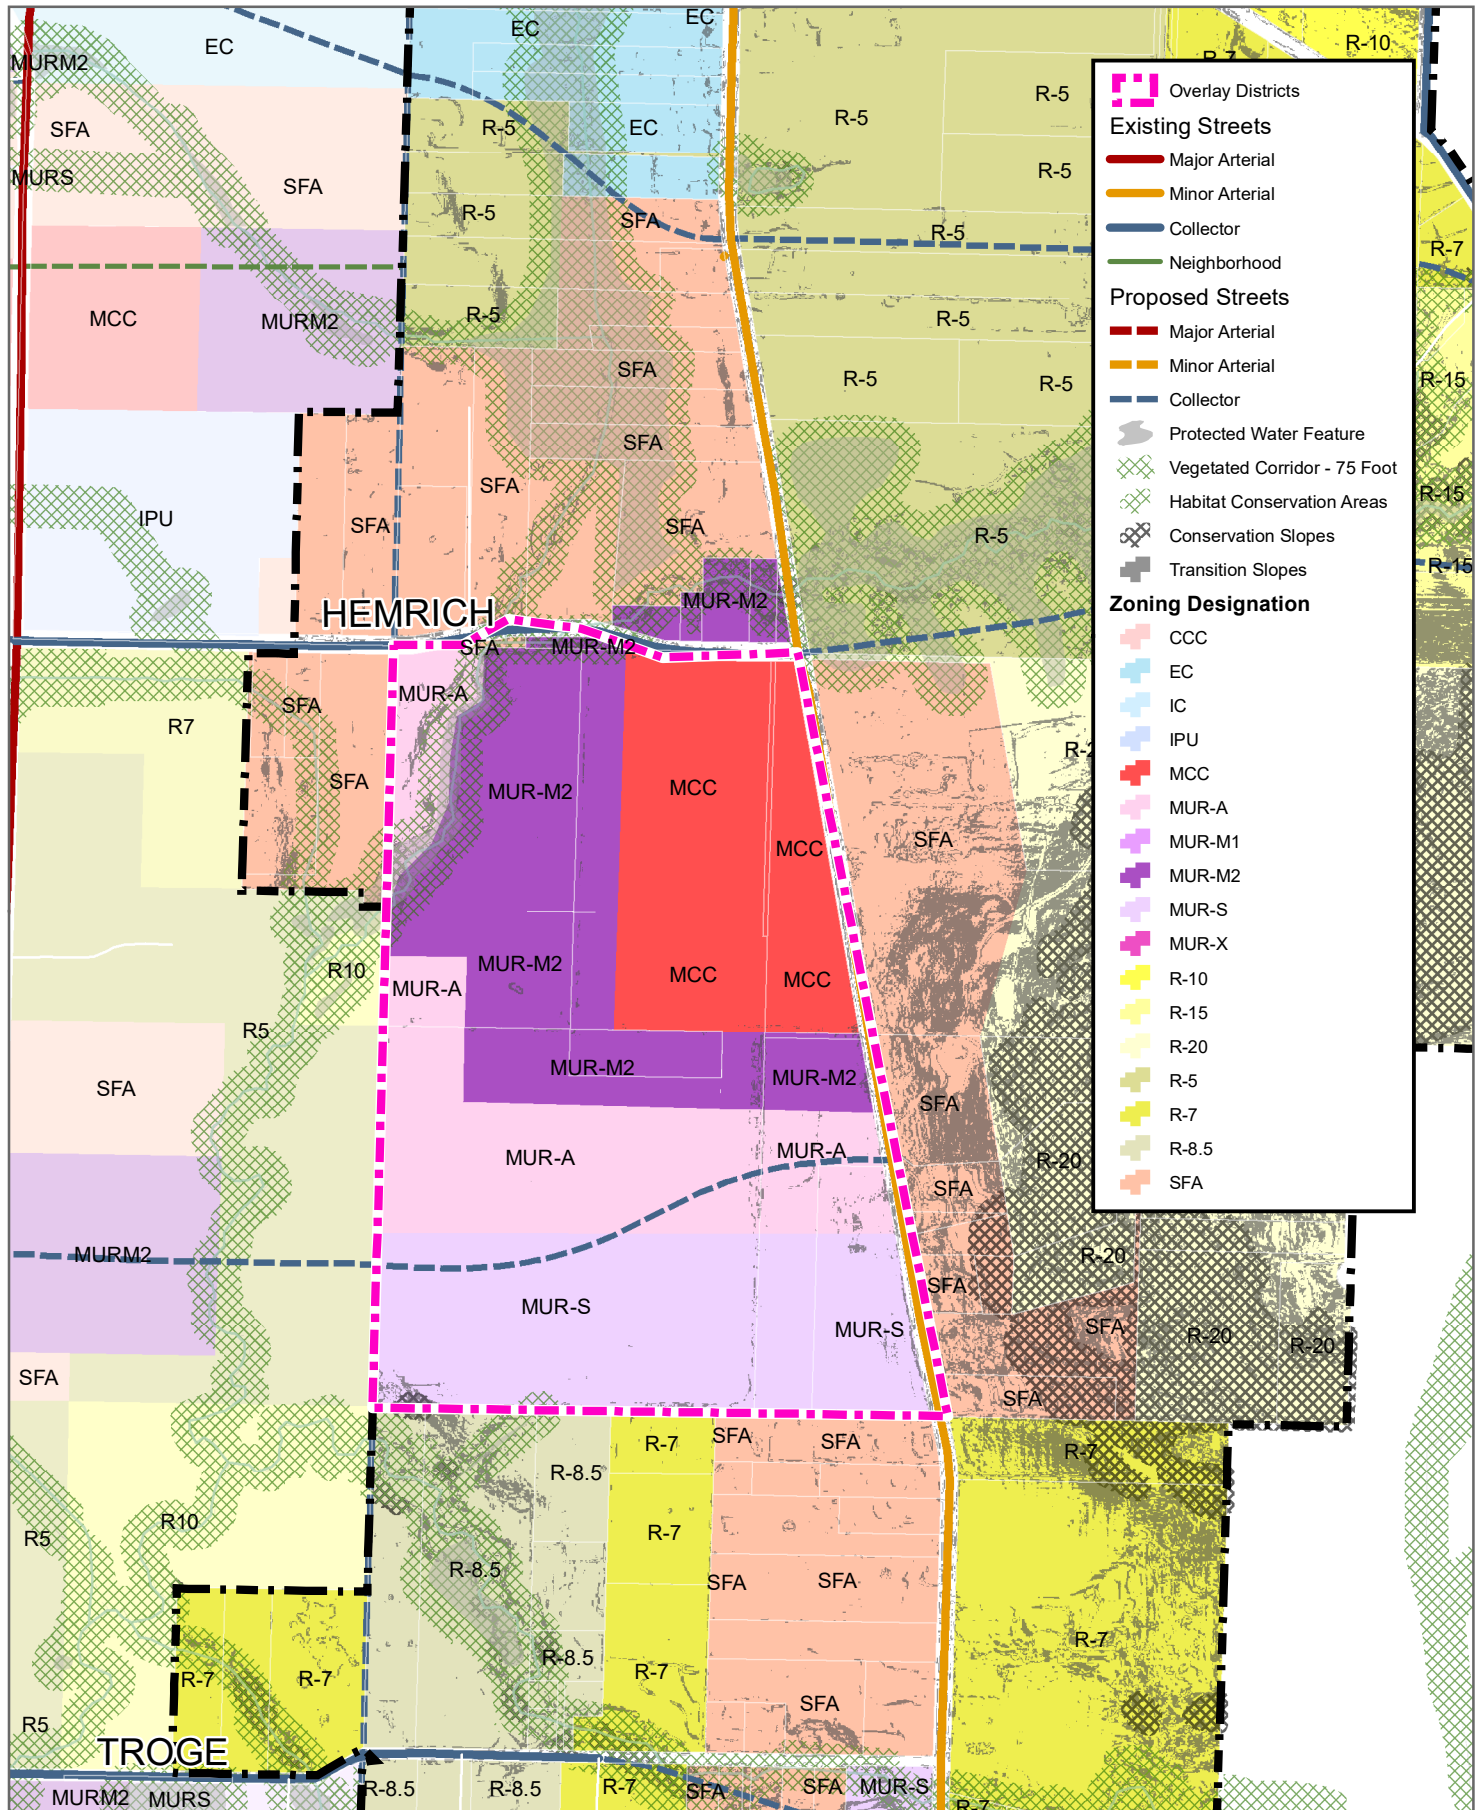 EC
EC
EC
R-10
MURM2
R-7
R-5
R-5
EC
SFA
R-5
R-5
MURS
SFA
R-5
SFA
R-5
R-7
MCC
MURM2
R-5
R-5
SFA
R-5
R-5
R-15
SFA
SFA
R-15
IPU
SFA
SFA
R-5
R-15
MUR-M2
HEMRICH
SFA
MUR-M2
MUR-A
SFA
R7
SFA
MUR-M2
MCC
MCC
SFA
MUR-M2
R10
MUR-A
MCC
MCC
R5
MUR-M2
MUR-M2
SFA
SFA
MUR-A
MUR-A
R-20
SFA
MURM2
R-20
SFA
MUR-S
MUR-S
SFA
R-20
R-20
SFA
SFA
R-7
SFA
SFA
R-7
R-8.5
R10
R5
R-7
R-8.5
SFA
SFA
R-8.5
R-7
R-7
R-7
R-7
SFA
R5
TROGE
MURM2
MURS
R-8.5
R-8.5
R-7
SFA
SFA
MUR-S
R-7
Overlay Districts
Existing Streets
Major Arterial
Minor Arterial
Collector
Neighborhood
Proposed Streets
Major Arterial
Minor Arterial
Collector
Protected Water Feature
Vegetated Corridor - 75 Foot
Habitat Conservation Areas
Conservation Slopes
Transition Slopes
Zoning Designation
CCC
EC
IC
IPU
MCC
MUR-A
MUR-M1
MUR-M2
MUR-S
MUR-X
R-10
R-15
R-20
R-5
R-7
R-8.5
SFA